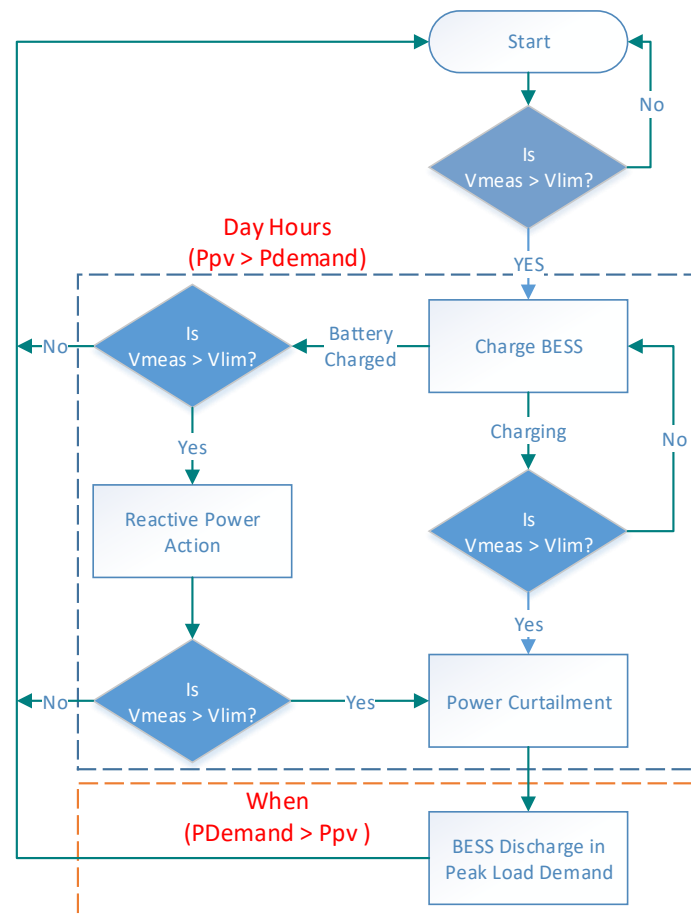 Start
No
Is
Vmeas > Vlim?
Day Hours
(Ppv > Pdemand)
YES
Is
Vmeas > Vlim?
No
Battery
Charged
Charge BESS
Yes
Charging
No
Reactive Power
Action
Is
Vmeas > Vlim?
Yes
Is
Vmeas > Vlim?
No
Yes
Power Curtailment
When
(PDemand > Ppv )
BESS Discharge in
Peak Load Demand